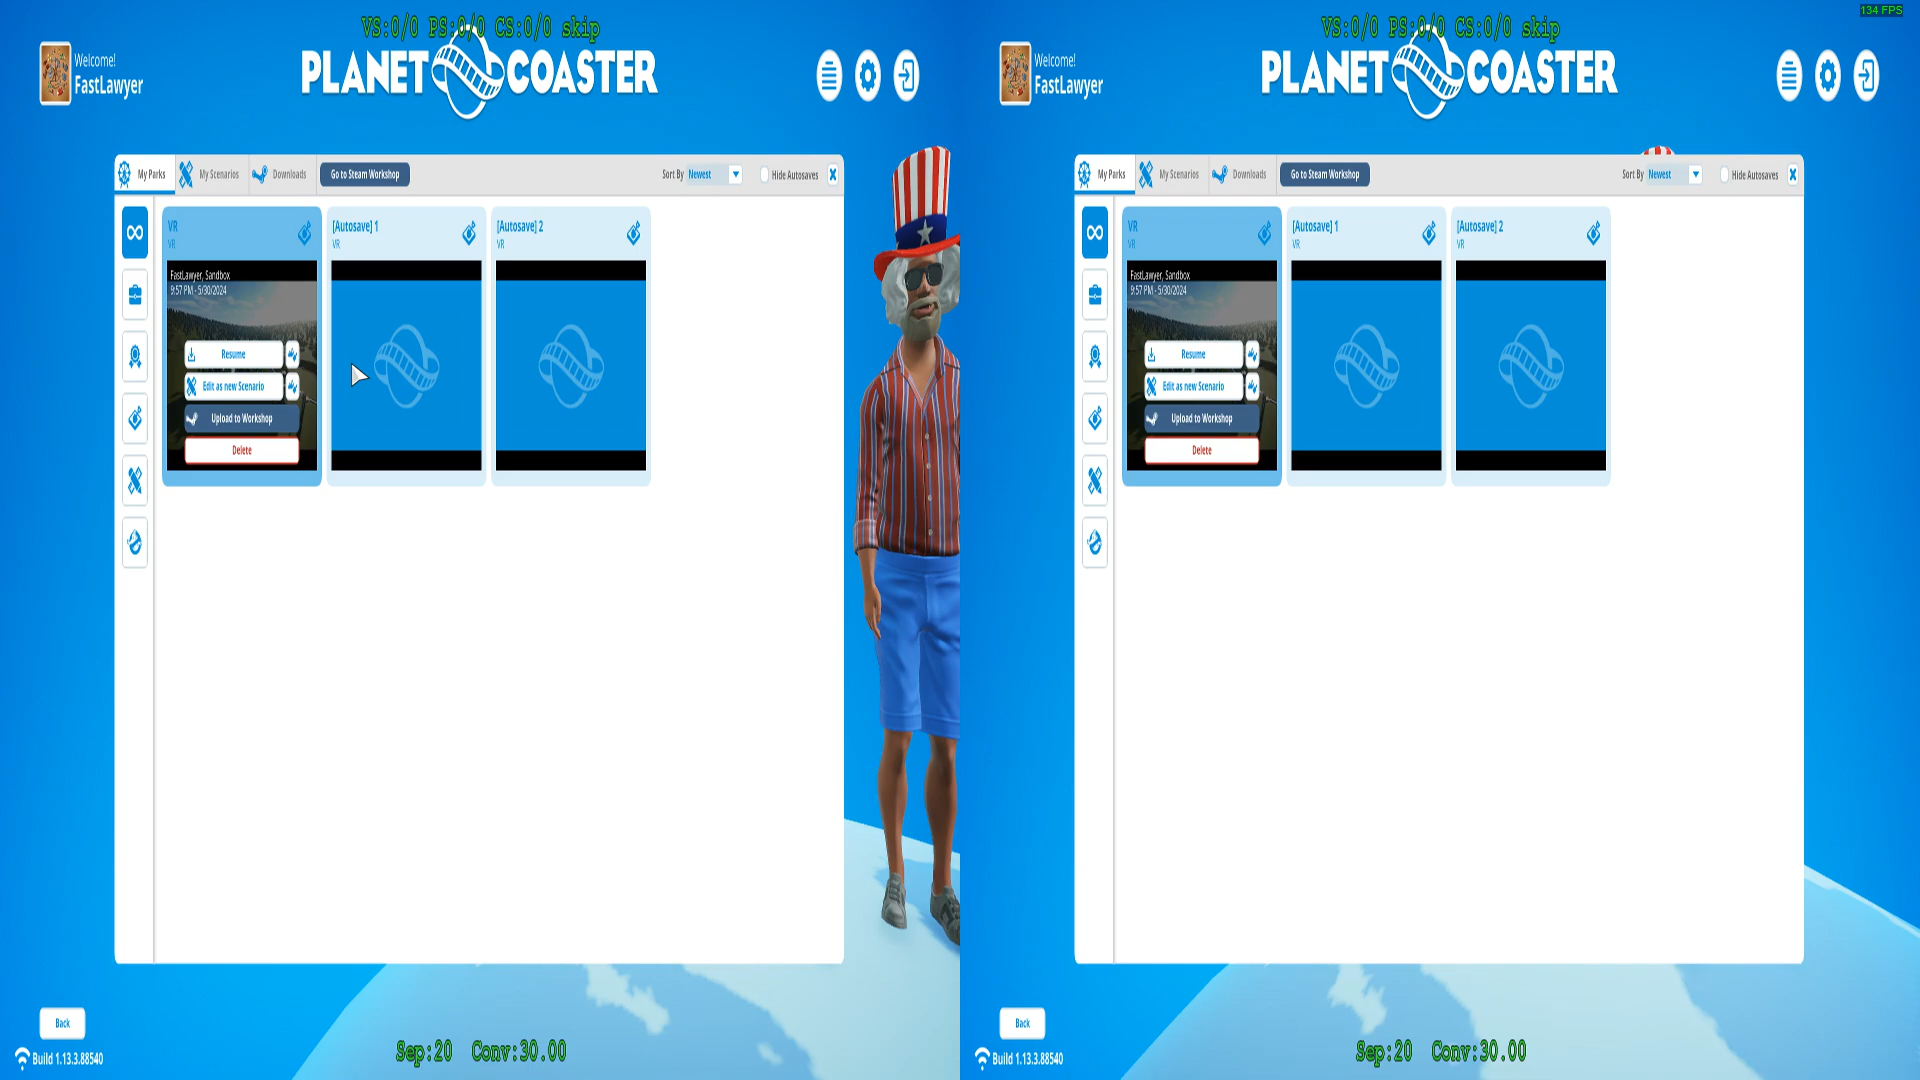 134 FPS
VS:0/0 PS:0/0 CS:0/0 skip
Welcome!
FastLawyer
PLANET COASTER
My Parks
My Scenarios
Downloads
Go to Steam Workshop
Sort By Newest
Hide Autosaves
VR
VR
FastLawyer, Sandbox
9:57 PM - 5/30/2024
Resume
Edit as new Scenario
Upload to Workshop
Delete
[Autosave] 1
VR
[Autosave] 2
VR
Back
Build 1.13.3.88540
Sep:20 Conv:30.00
VS:0/0 PS:0/0 CS:0/0 skip
Welcome!
FastLawyer
PLANET COASTER
My Parks
My Scenarios
Downloads
Go to Steam Workshop
Sort By Newest
Hide Autosaves
VR
VR
FastLawyer, Sandbox
9:57 PM - 5/30/2024
Resume
Edit as new Scenario
Upload to Workshop
Delete
[Autosave] 1
VR
[Autosave] 2
VR
Back
Build 1.13.3.88540
Sep:20 Conv:30.00